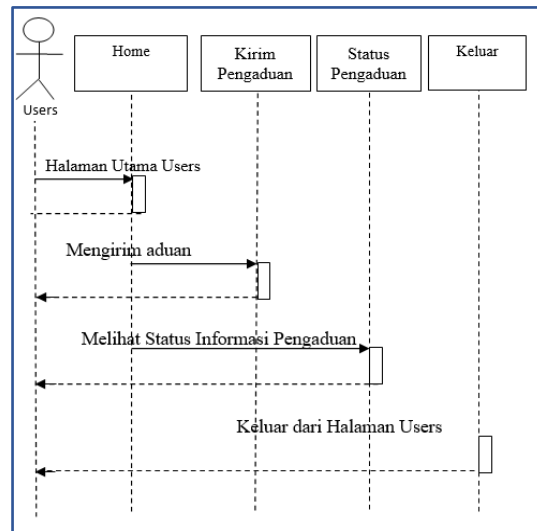 Users
Home
Kirim
Pengaduan
Status
Pengaduan
Keluar
Halaman Utama Users
Mengirim aduan
Melihat Status Informasi Pengaduan
Keluar dari Halaman Users